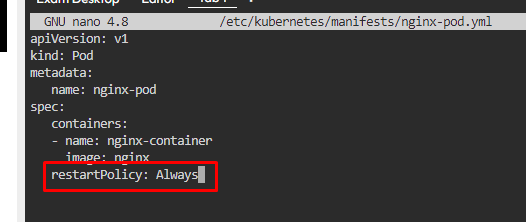 Exam Desktop Editor Tab 1
GNU nano 4.8 /etc/kubernetes/manifests/nginx-pod.yml
apiVersion: v1
kind: Pod
metadata:
   name: nginx-pod
spec:
   containers:
   - name: nginx-container
     image: nginx
   restartPolicy: Always